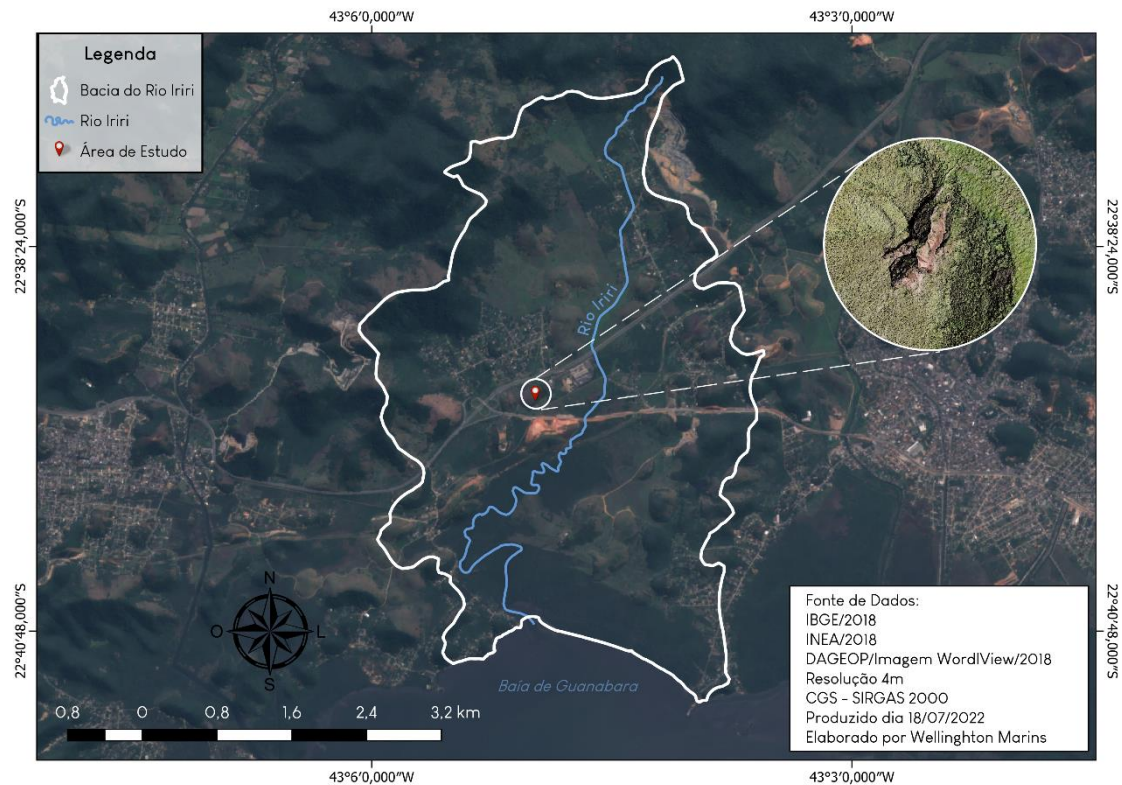 43°6'0,000"W
43°3'0,000"W
Legenda
Bacia do Rio Iriri
Rio Iriri
Área de Estudo
22°38'24,000"S
22°38'24,000"S
Rio Iriri
22°40'48,000"S
22°40'48,000"S
N
O
L
S
Baía de Guanabara
0,8 0 0,8 1,6 2,4 3,2 km
Fonte de Dados:
IBGE/2018
INEA/2018
DAGEOP/Imagem WordlView/2018
Resolução 4m
CGS - SIRGAS 2000
Produzido dia 18/07/2022
Elaborado por Wellinghton Marins
43°6'0,000"W
43°3'0,000"W